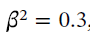 β² = 0.3,